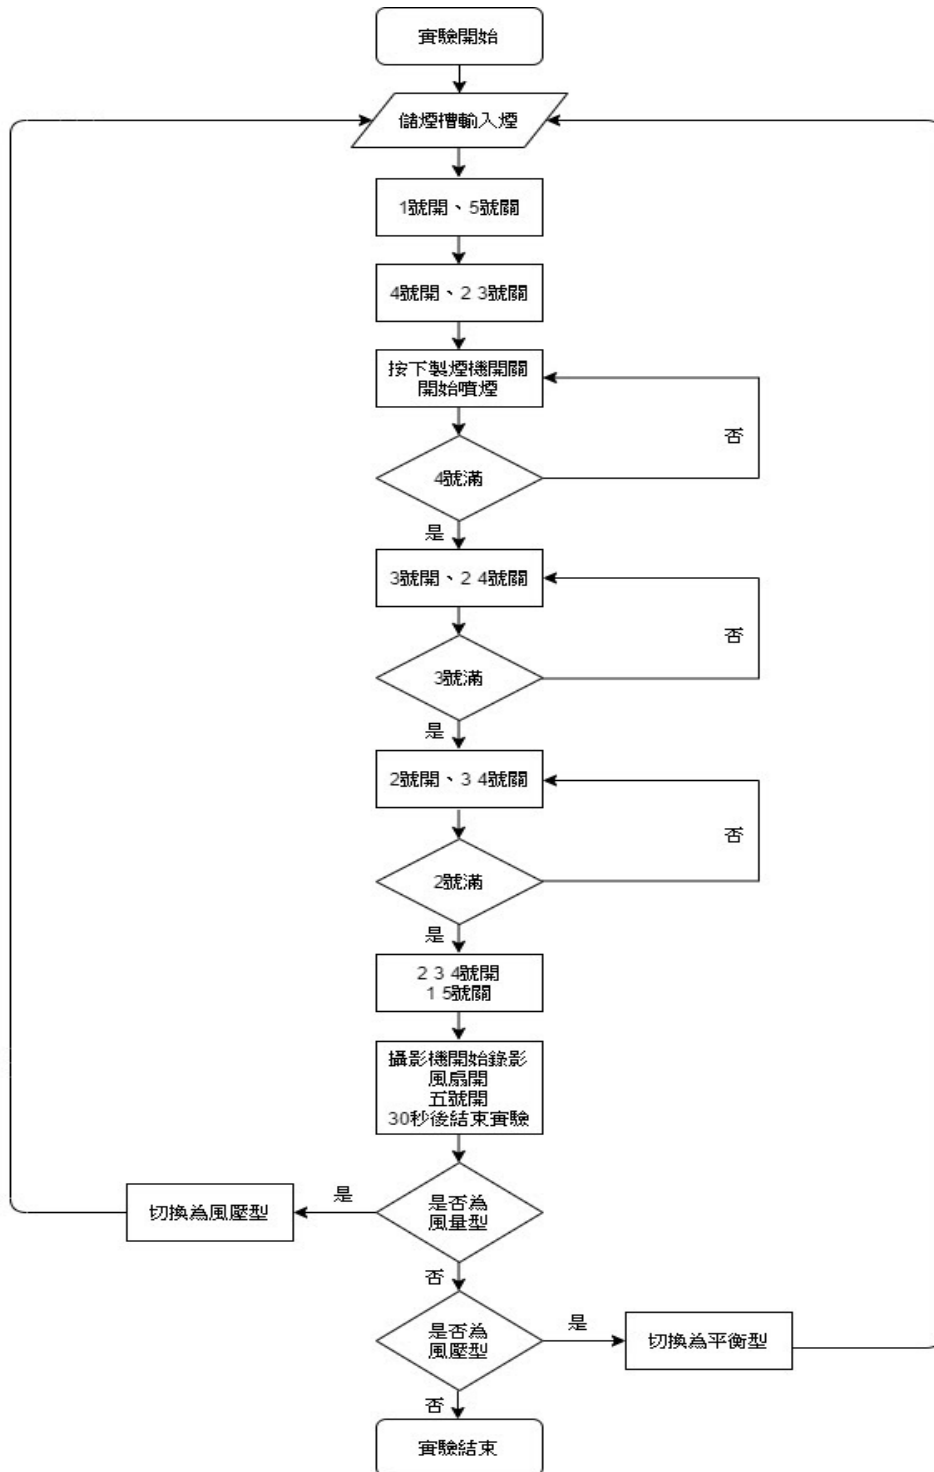 實驗開始
儲煙槽輸入煙
1號開、5號關
4號開、2 3號關
按下製煙機開關
開始噴煙
否
4號滿
是
3號開、2 4號關
否
3號滿
是
2號開、3 4號關
否
2號滿
是
2 3 4號開
1 5號關
攝影機開始錄影
風扇開
五號開
30秒後結束實驗
切換為風壓型
是
是否為
風量型
否
是否為
風壓型
是
切換為平衡型
否
實驗結束